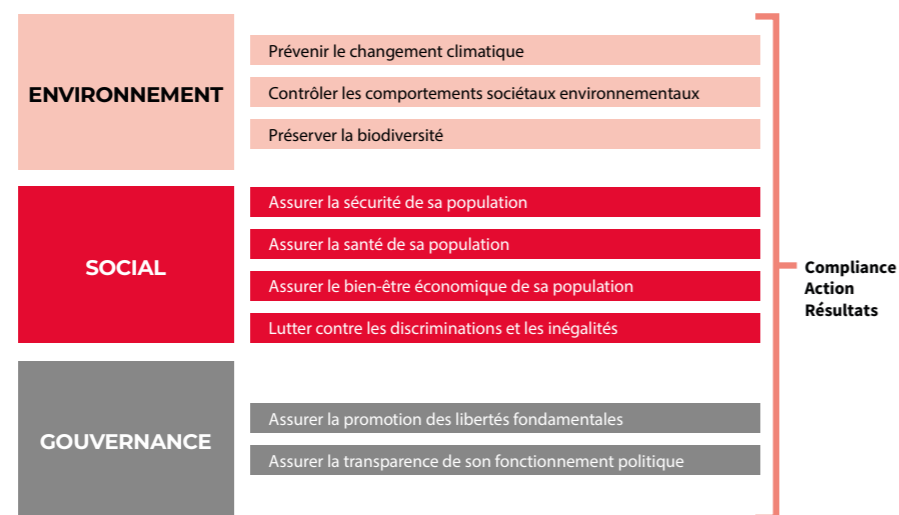 ENVIRONNEMENT
Prévenir le changement climatique
Contrôler les comportements sociétaux environnementaux
Préserver la biodiversité
SOCIAL
Assurer la sécurité de sa population
Assurer la santé de sa population
Assurer le bien-être économique de sa population
Lutter contre les discriminations et les inégalités
GOUVERNANCE
Assurer la promotion des libertés fondamentales
Assurer la transparence de son fonctionnement politique
Compliance
Action
Résultats